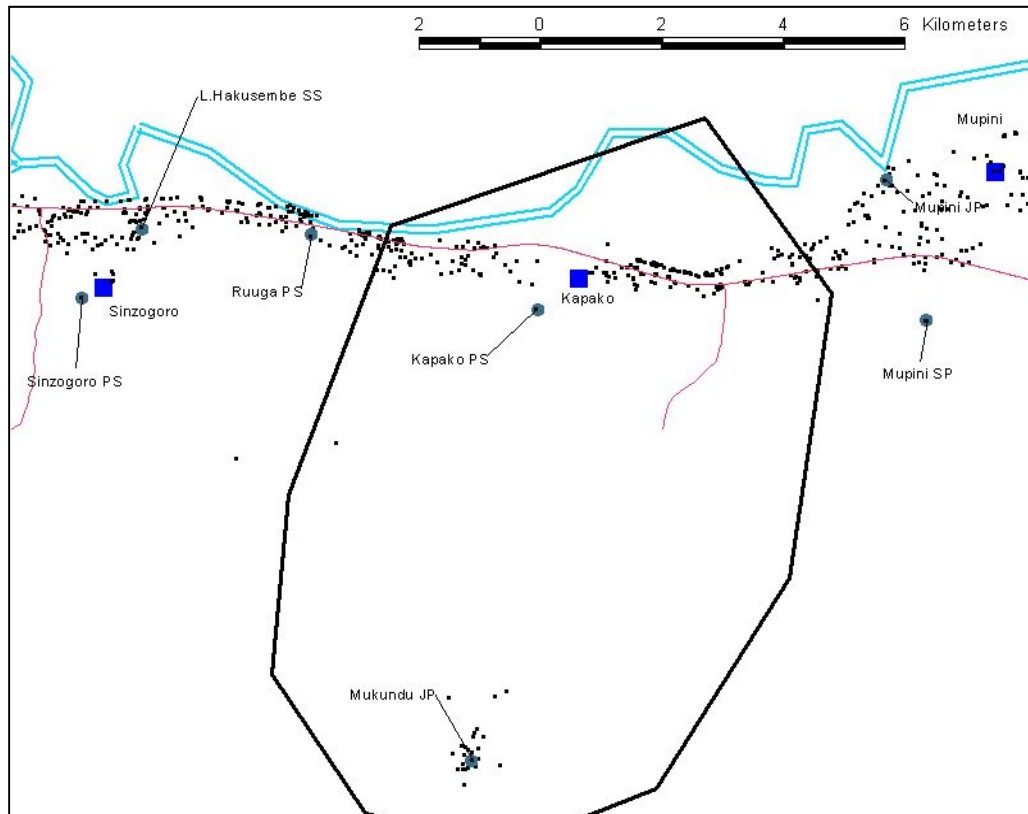 2 0 2 4 6 Kilometers
L.Hakusembe SS
Mupini
Mupini JP
Ruuga PS
Kapako
Sinzogoro
Kapako PS
Mupini SP
Sinzogoro PS
Mukundu JP